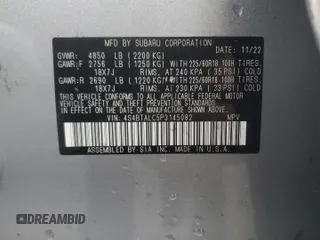 MFD BY SUBARU CORPORATION DATE 11/22
GVWR: 4850 LB (2200 KG)
GAWR:F 2756 LB (1250 KG) WITH 225/60R18 100H TIRES,
18X7J RIMS, AT 240 KPA (35 PSI) COLD
GAWR:R 2690 LB (1220 KG) WITH 225/60R18 100H TIRES,
18X7J RIMS, AT 230 KPA (33 PSI) COLD
THIS VEHICLE CONFORMS TO ALL APPLICABLE
FEDERAL MOTOR VEHICLE SAFETY, BUMPER, AND
THEFT PREVENTION STANDARDS
IN EFFECT ON THE DATE OF MANUFACTURE
SHOWN ABOVE.
VIN: 4S4BTALC5P3145082 MPV
ASSEMBLED BY SIA INC. MADE IN U.S.A.